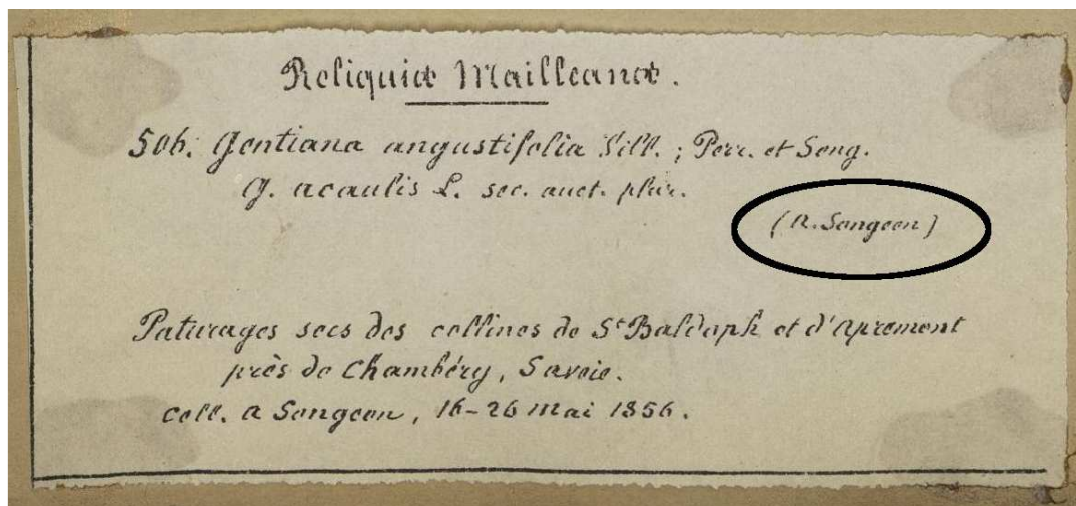 Reliquiæ Mailleanæ.
506. Gentiana angustifolia Vill.; Perr. et Song.
G. acaulis L. sec. auct. plur.
(A. Songeon)
Paturages secs des collines de St Baldoph et d'Apremont
près de Chambéry, Savoie.
coll. A Songeon, 16-26 mai 1856.